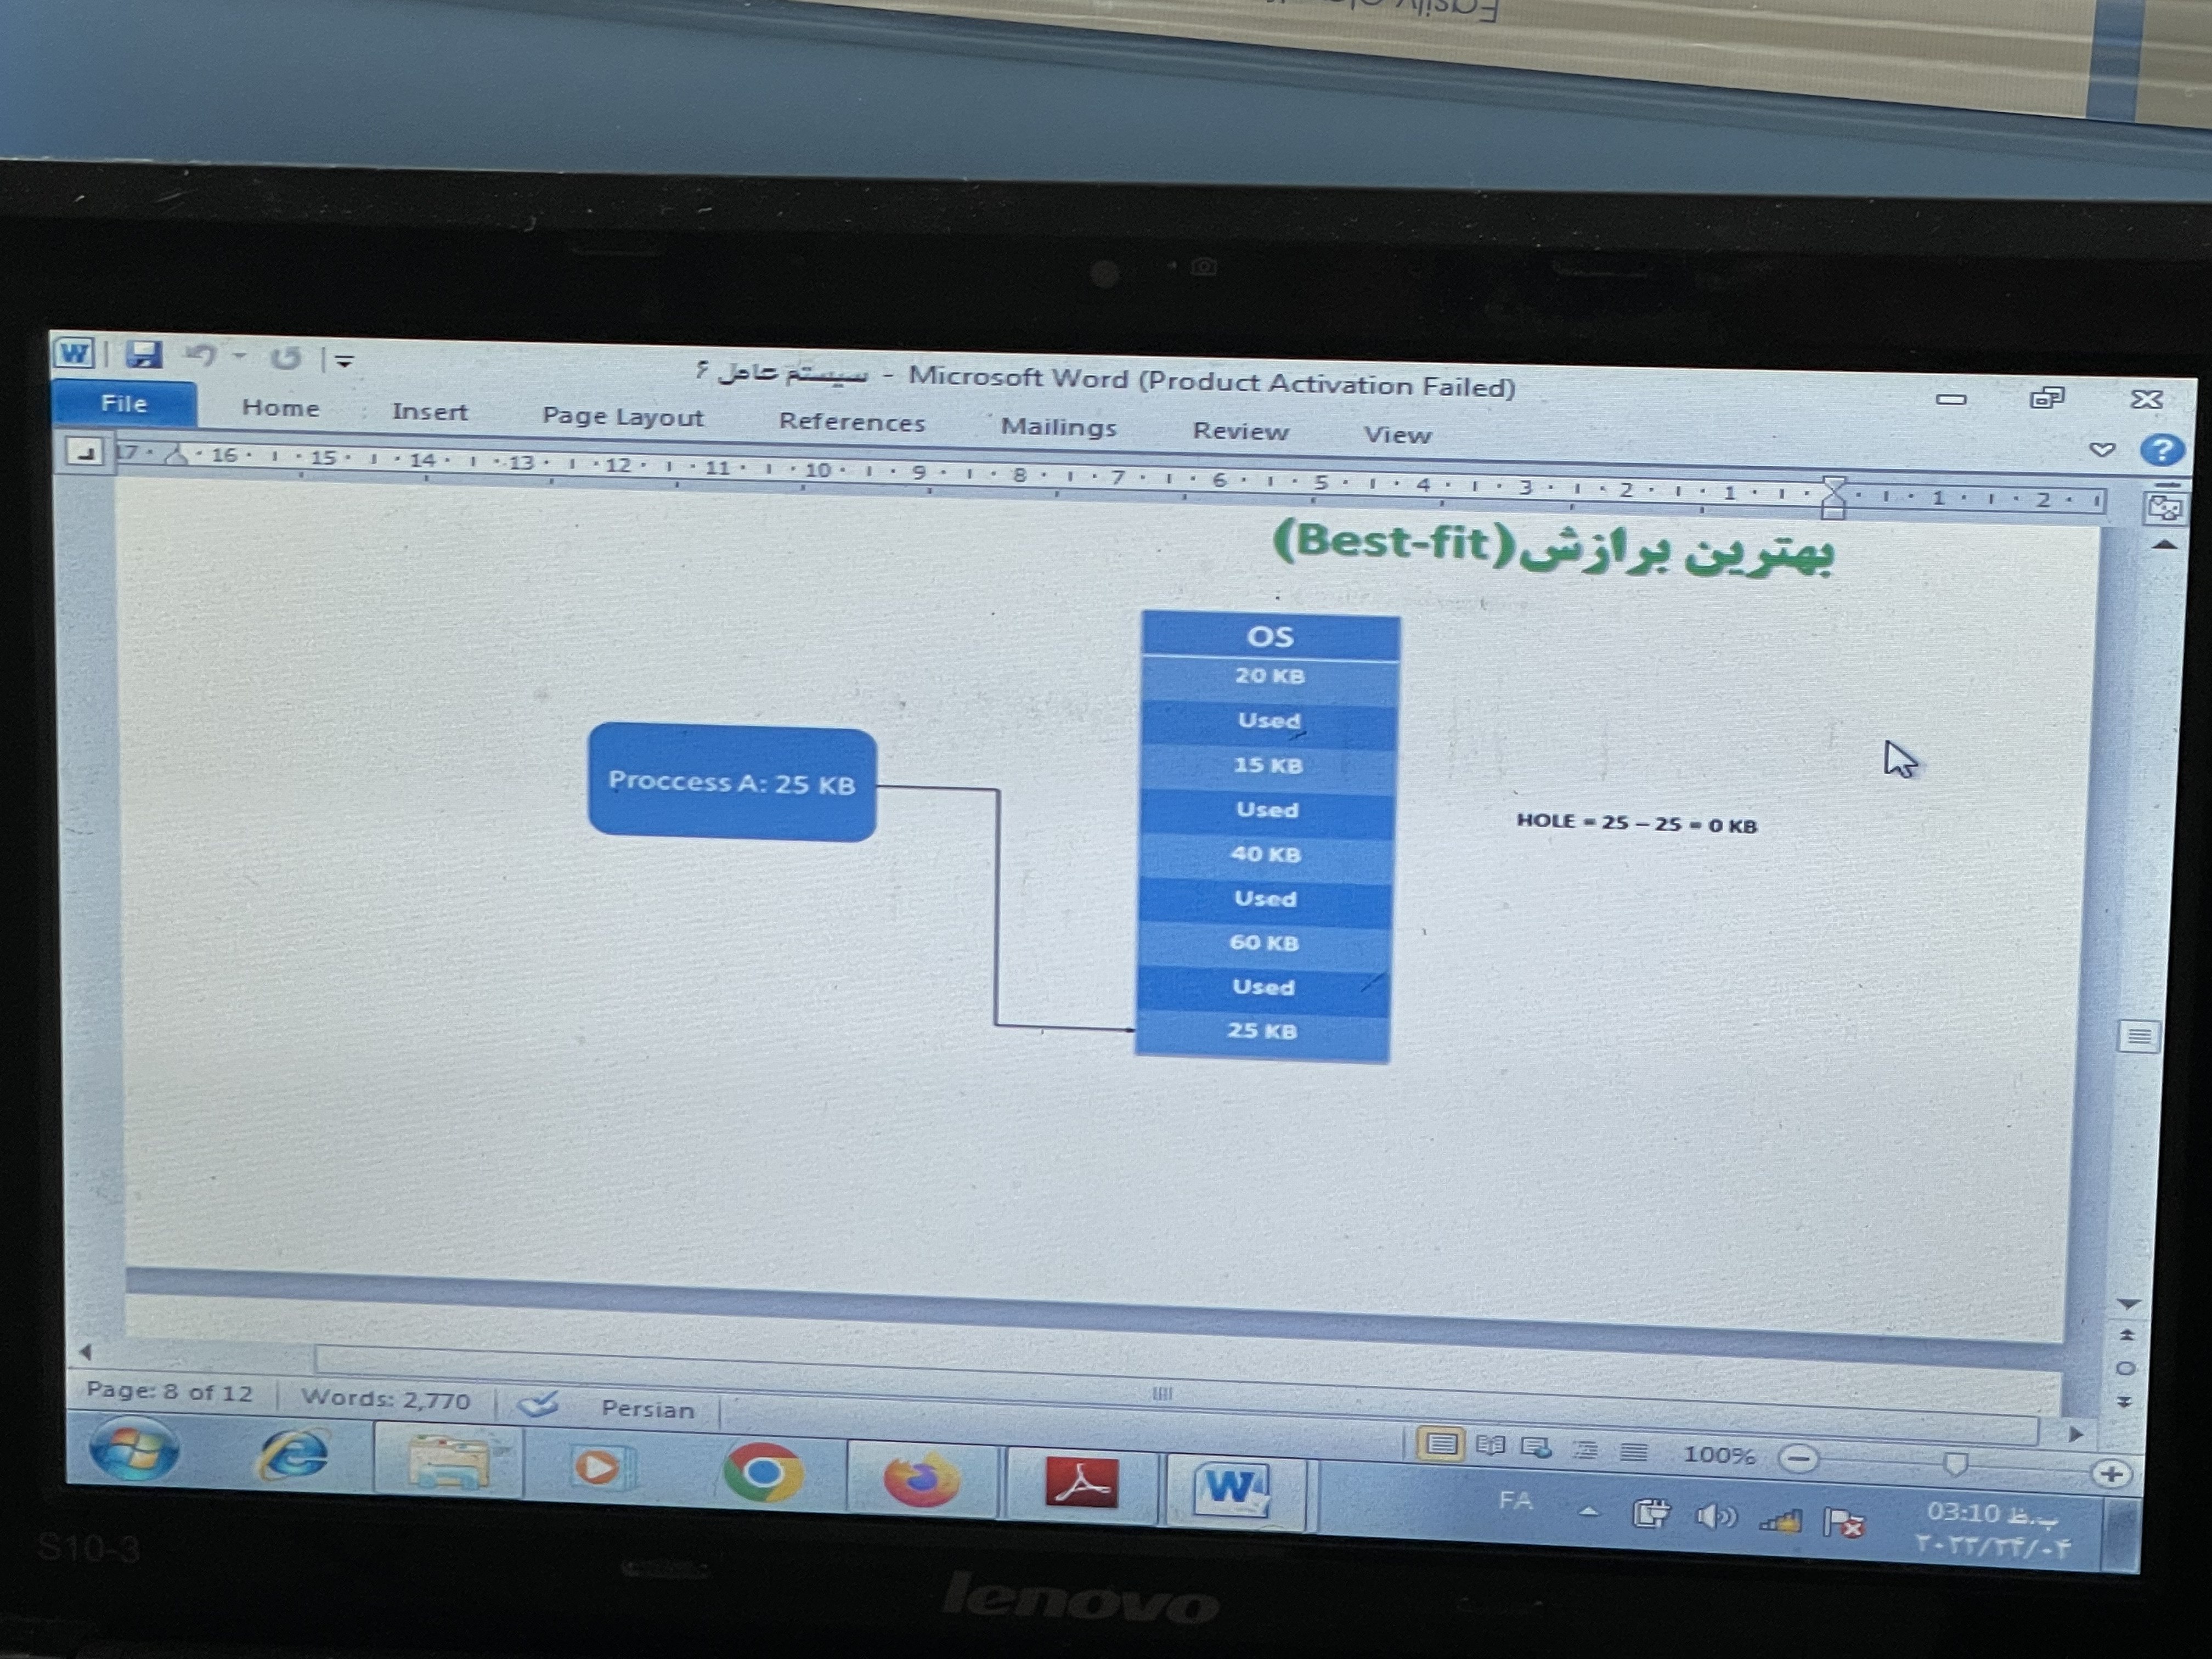 سیستم عامل ۶ - Microsoft Word (Product Activation Failed)
File Home Insert Page Layout References Mailings Review View
17 16 15 14 13 12 11 10 9 8 7 6 5 4 3 2 1 1 2
بهترین برازش(Best-fit)
OS
20 KB
Used
15 KB
Proccess A: 25 KB
Used
HOLE = 25 – 25 = 0 KB
40 KB
Used
60 KB
Used
25 KB
Page: 8 of 12 Words: 2,770 Persian
100%
FA
03:10 ب.ظ
۲۰۲۳/۲۴/۰۴
S10-3
lenovo